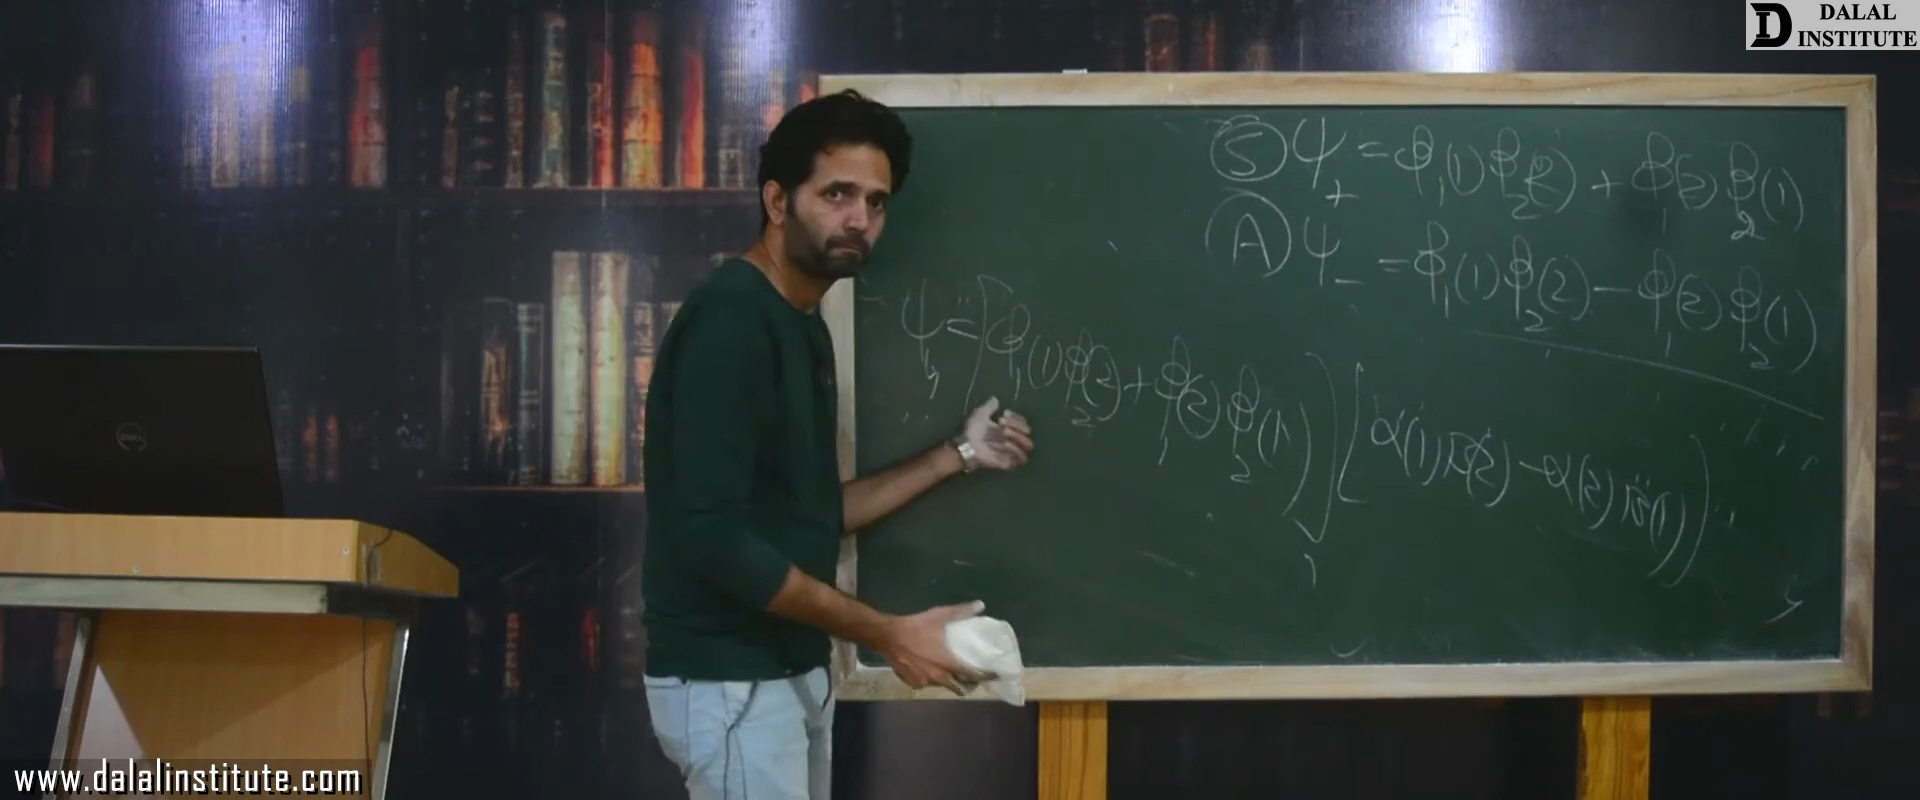 DALAL
INSTITUTE
Ⓢ ψ₊ = ϕ₁(1) ϕ₂(2) + ϕ₁(2) ϕ₂(1)
Ⓐ ψ₋ = ϕ₁(1) ϕ₂(2) − ϕ₁(2) ϕ₂(1)
= [ϕ₁(1) ϕ₂(2) + ϕ₁(2) ϕ₂(1)] [α(1) β(2) − α(2) β(1)]
DELL
www.dalalinstitute.com